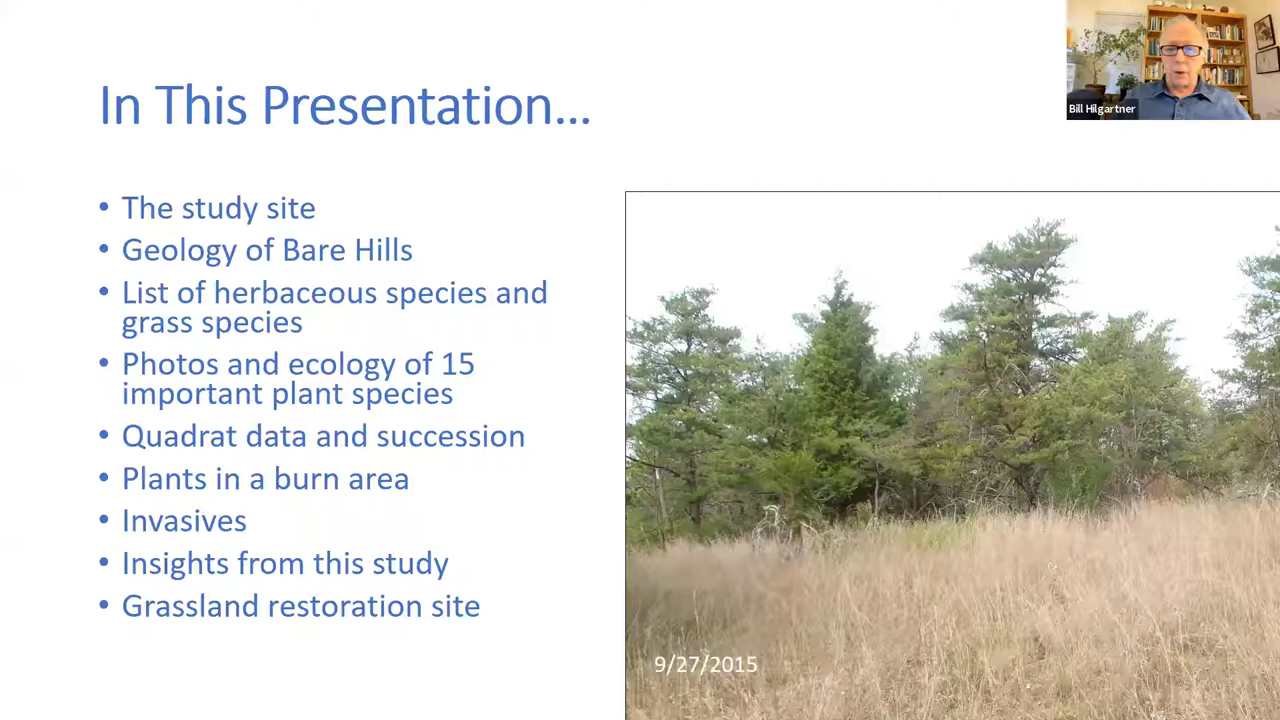 In This Presentation...
Bill Hilgartner
• The study site
• Geology of Bare Hills
• List of herbaceous species and
grass species
• Photos and ecology of 15
important plant species
• Quadrat data and succession
• Plants in a burn area
• Invasives
• Insights from this study
• Grassland restoration site
9/27/2015